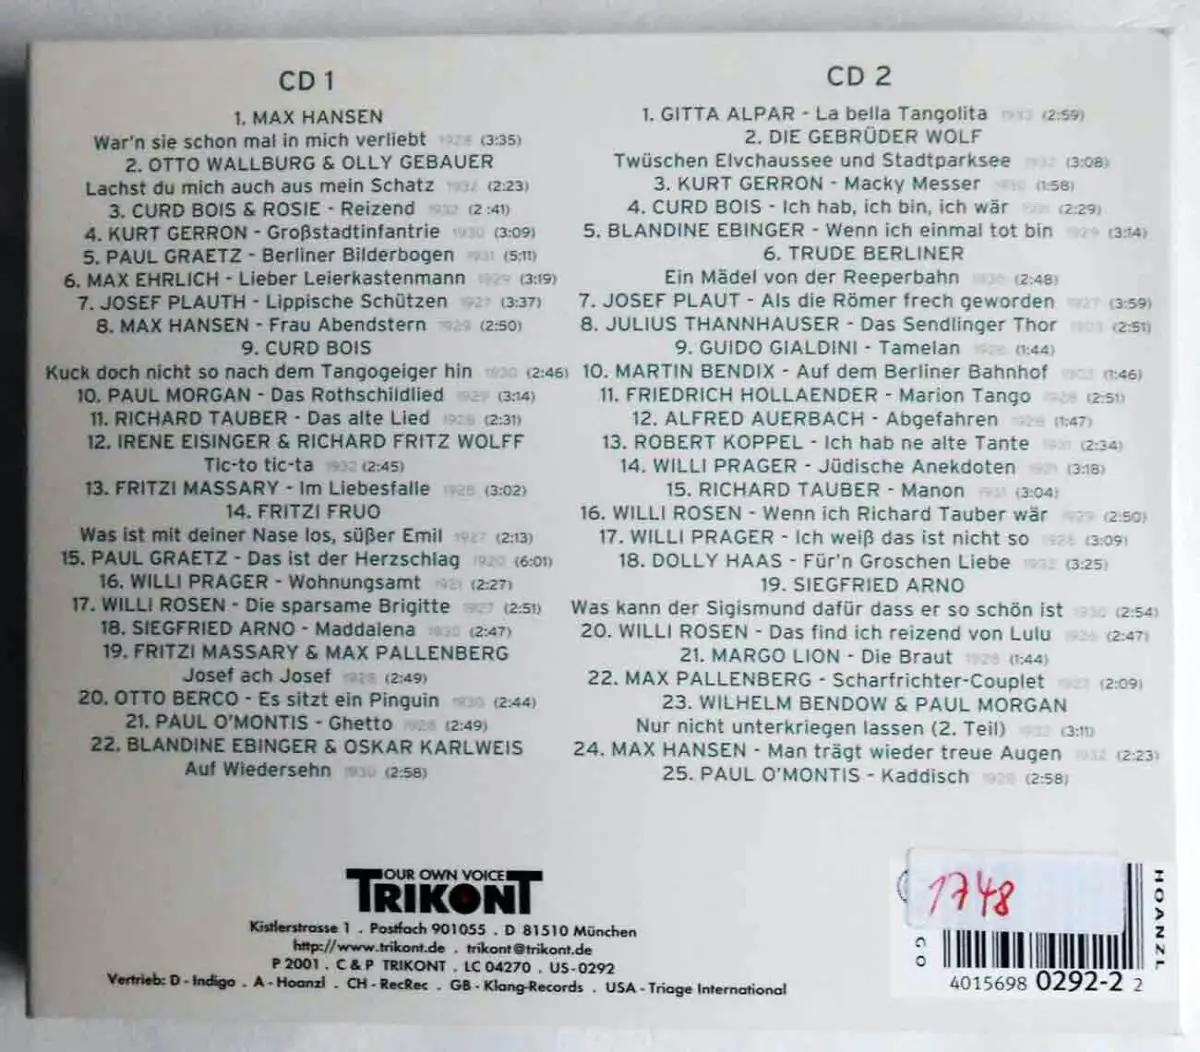 CD 1
1. MAX HANSEN
War'n sie schon mal in mich verliebt 1928 (3:35)
2. OTTO WALLBURG & OLLY GEBAUER
Lachst du mich auch aus mein Schatz 1932 (2:23)
3. CURD BOIS & ROSIE - Reizend 1932 (2:41)
4. KURT GERRON - Großstadtinfantrie 1930 (3:09)
5. PAUL GRAETZ - Berliner Bilderbogen 1931 (5:11)
6. MAX EHRLICH - Lieber Leierkastenmann 1929 (3:19)
7. JOSEF PLAUTH - Lippische Schützen 1927 (3:37)
8. MAX HANSEN - Frau Abendstern 1929 (2:50)
9. CURD BOIS
Kuck doch nicht so nach dem Tangogeiger hin 1930 (2:46)
10. PAUL MORGAN - Das Rothschildlied 1929 (3:14)
11. RICHARD TAUBER - Das alte Lied 1928 (2:31)
12. IRENE EISINGER & RICHARD FRITZ WOLFF
Tic-to tic-ta 1932 (2:45)
13. FRITZI MASSARY - Im Liebesfalle 1928 (3:02)
14. FRITZI FRUO
Was ist mit deiner Nase los, süßer Emil 1927 (2:13)
15. PAUL GRAETZ - Das ist der Herzschlag 1920 (6:01)
16. WILLI PRAGER - Wohnungsamt 1921 (2:27)
17. WILLI ROSEN - Die sparsame Brigitte 1927 (2:51)
18. SIEGFRIED ARNO - Maddalena 1930 (2:47)
19. FRITZI MASSARY & MAX PALLENBERG
Josef ach Josef 1928 (2:49)
20. OTTO BERCO - Es sitzt ein Pinguin 1930 (2:44)
21. PAUL O'MONTIS - Ghetto 1928 (2:49)
22. BLANDINE EBINGER & OSKAR KARLWEIS
Auf Wiedersehn 1930 (2:58)
CD 2
1. GITTA ALPAR - La bella Tangolita (2:59)
2. DIE GEBRÜDER WOLF
Twüschen Elvchaussee und Stadtparksee 1932 (3:08)
3. KURT GERRON - Macky Messer 1930 (1:58)
4. CURD BOIS - Ich hab, ich bin, ich wär (2:29)
5. BLANDINE EBINGER - Wenn ich einmal tot bin 1929 (3:14)
6. TRUDE BERLINER
Ein Mädel von der Reeperbahn 1930 (2:48)
7. JOSEF PLAUT - Als die Römer frech geworden 1927 (3:59)
8. JULIUS THANNHAUSER - Das Sendlinger Thor 1903 (2:51)
9. GUIDO GIALDINI - Tamelan (1:44)
10. MARTIN BENDIX - Auf dem Berliner Bahnhof (1:46)
11. FRIEDRICH HOLLAENDER - Marion Tango 1928 (2:51)
12. ALFRED AUERBACH - Abgefahren 1928 (1:47)
13. ROBERT KOPPEL - Ich hab ne alte Tante 1931 (2:34)
14. WILLI PRAGER - Jüdische Anekdoten 1921 (3:18)
15. RICHARD TAUBER - Manon 1931 (3:04)
16. WILLI ROSEN - Wenn ich Richard Tauber wär 1929 (2:50)
17. WILLI PRAGER - Ich weiß das ist nicht so 1928 (3:09)
18. DOLLY HAAS - Für'n Groschen Liebe 1932 (3:25)
19. SIEGFRIED ARNO
Was kann der Sigismund dafür dass er so schön ist 1930 (2:54)
20. WILLI ROSEN - Das find ich reizend von Lulu (2:47)
21. MARGO LION - Die Braut 1928 (1:44)
22. MAX PALLENBERG - Scharfrichter-Couplet (2:09)
23. WILHELM BENDOW & PAUL MORGAN
Nur nicht unterkriegen lassen (2. Teil) 1932 (3:11)
24. MAX HANSEN - Man trägt wieder treue Augen 1932 (2:23)
25. PAUL O'MONTIS - Kaddisch 1928 (2:58)
OUR OWN VOICE
TRIKONT
Kistlerstrasse 1 . Postfach 901055 . D 81510 München
http://www.trikont.de . trikont@trikont.de
P 2001 . C & P TRIKONT . LC 04270 . US-0292
Vertrieb: D - Indigo . A - Hoanzl . CH - RecRec . GB - Klang-Records . USA - Triage International
1748
HOANZL
4015698 0292-2 2